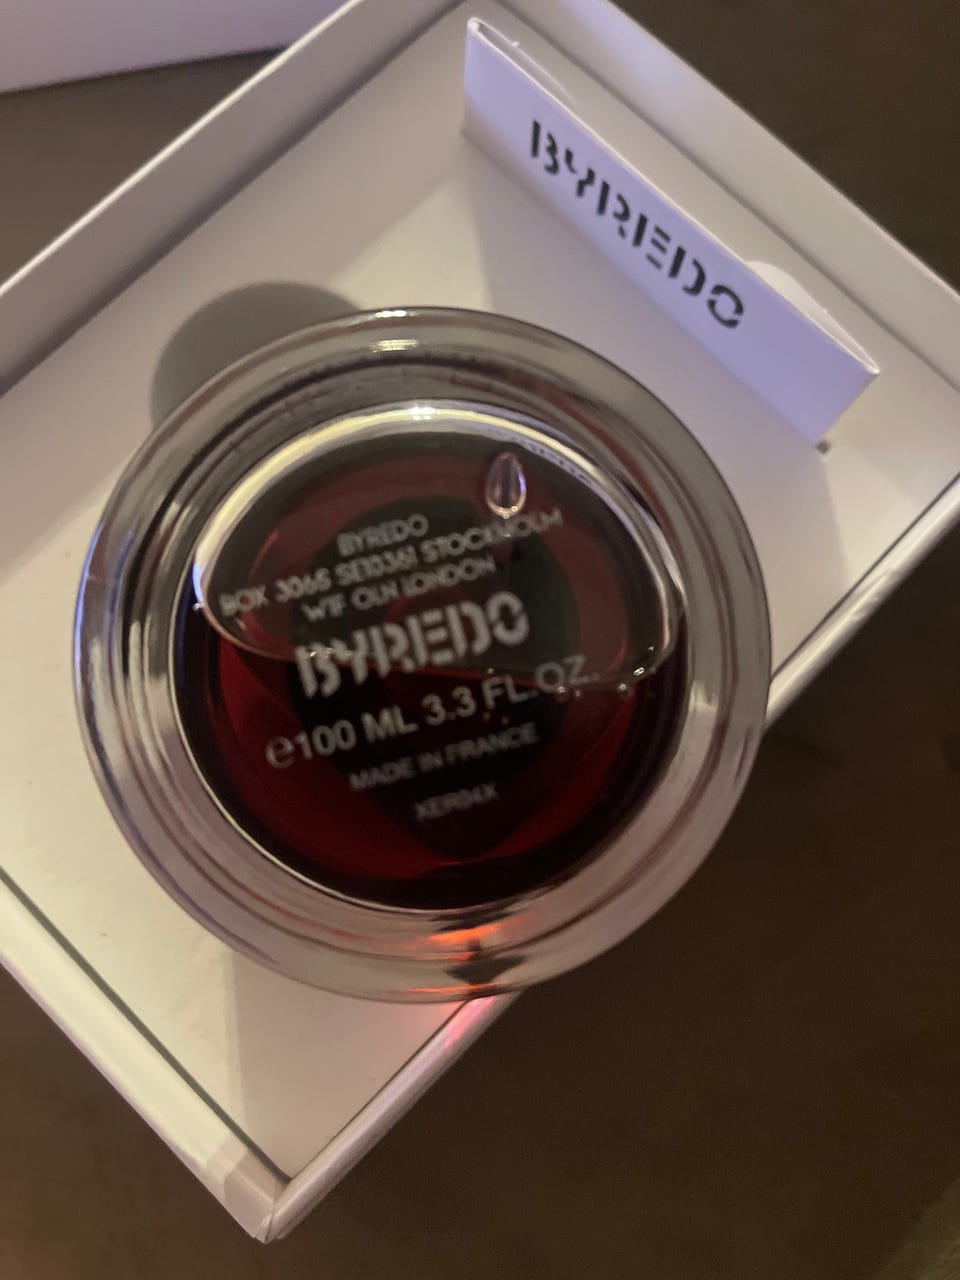 BYREDO
BYREDO
BOX 3065 SE10361 STOCKHOLM
W1F OLN LONDON
BYREDO
℮100 ML 3.3 FL.OZ.
MADE IN FRANCE